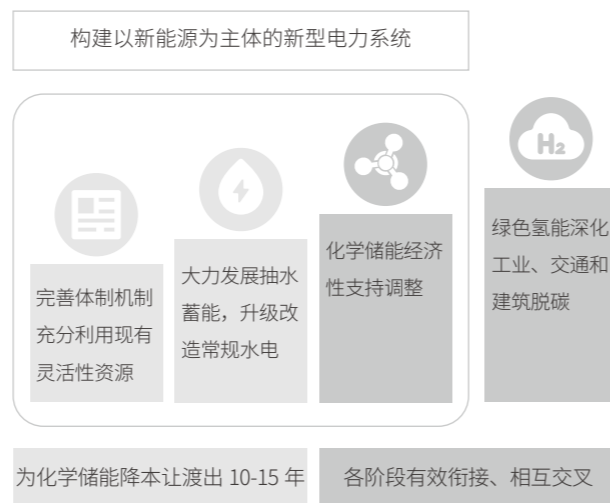 构建以新能源为主体的新型电力系统
完善体制机制
充分利用现有
灵活性资源
大力发展抽水
蓄能，升级改
造常规水电
化学储能经济
性支持调整
H₂
绿色氢能深化
工业、交通和
建筑脱碳
为化学储能降本让渡出 10-15 年
各阶段有效衔接、相互交叉